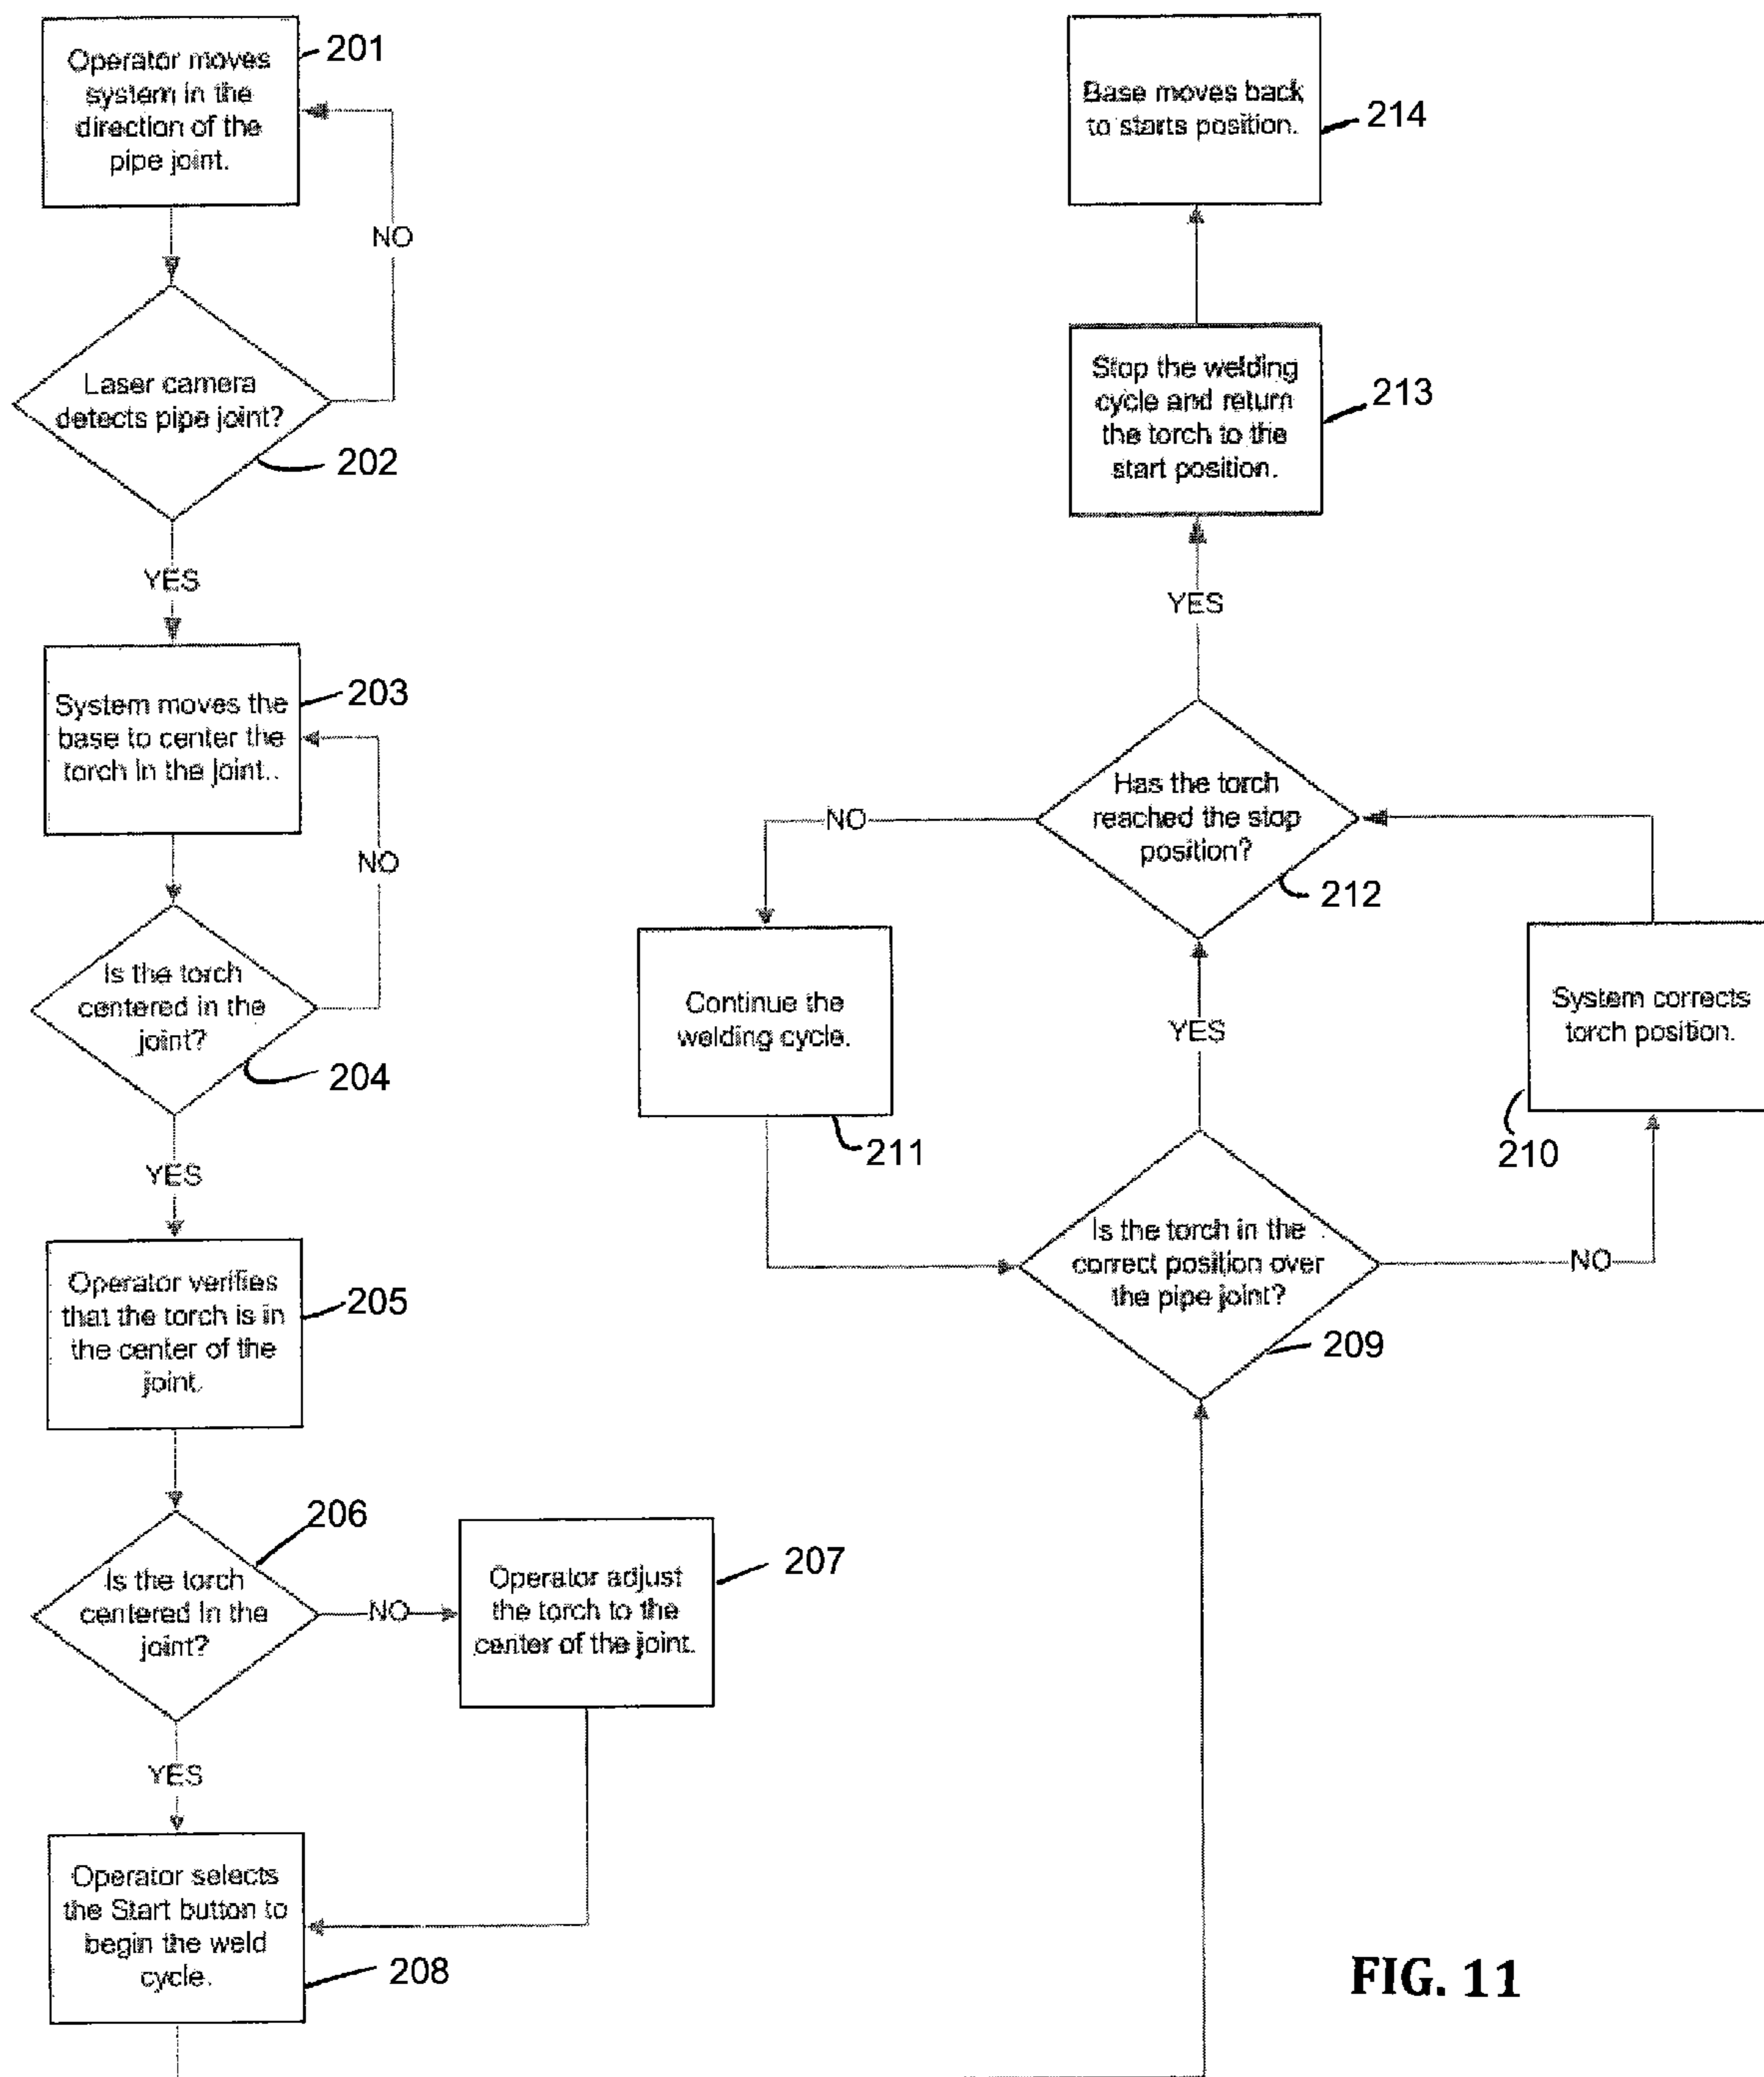 Operator moves
system in the
direction of the
pipe joint.
201
NO
Laser camera
detects pipe joint?
202
YES
System moves the
base to center the
torch in the joint..
203
NO
Is the torch
centered in the
joint?
204
YES
Operator verifies
that the torch is in
the center of the
joint.
205
206
Is the torch
centered in the
joint?
NO
Operator adjust
the torch to the
center of the joint.
207
YES
Operator selects
the Start button to
begin the weld
cycle.
208
Base moves back
to starts position.
214
Stop the welding
cycle and return
the torch to the
start position.
213
YES
Has the torch
reached the stop
position?
212
NO
Continue the
welding cycle.
211
YES
System corrects
torch position.
210
Is the torch in the
correct position over
the pipe joint?
209
NO
FIG. 11